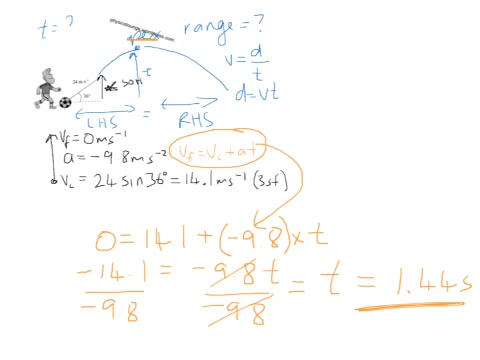 t = ?
range = ?
apex
v = d/t
24 ms⁻¹
t
d = vt
36°
LHS = RHS
Vf = 0ms⁻¹
a = -9.8ms⁻²
Vf = Vi + at
Vi = 24 sin 36° = 14.1ms⁻¹ (3sf)
0 = 14.1 + (-9.8) x t
-14.1/-9.8 = -9.8t/-9.8 = t = 1.44s